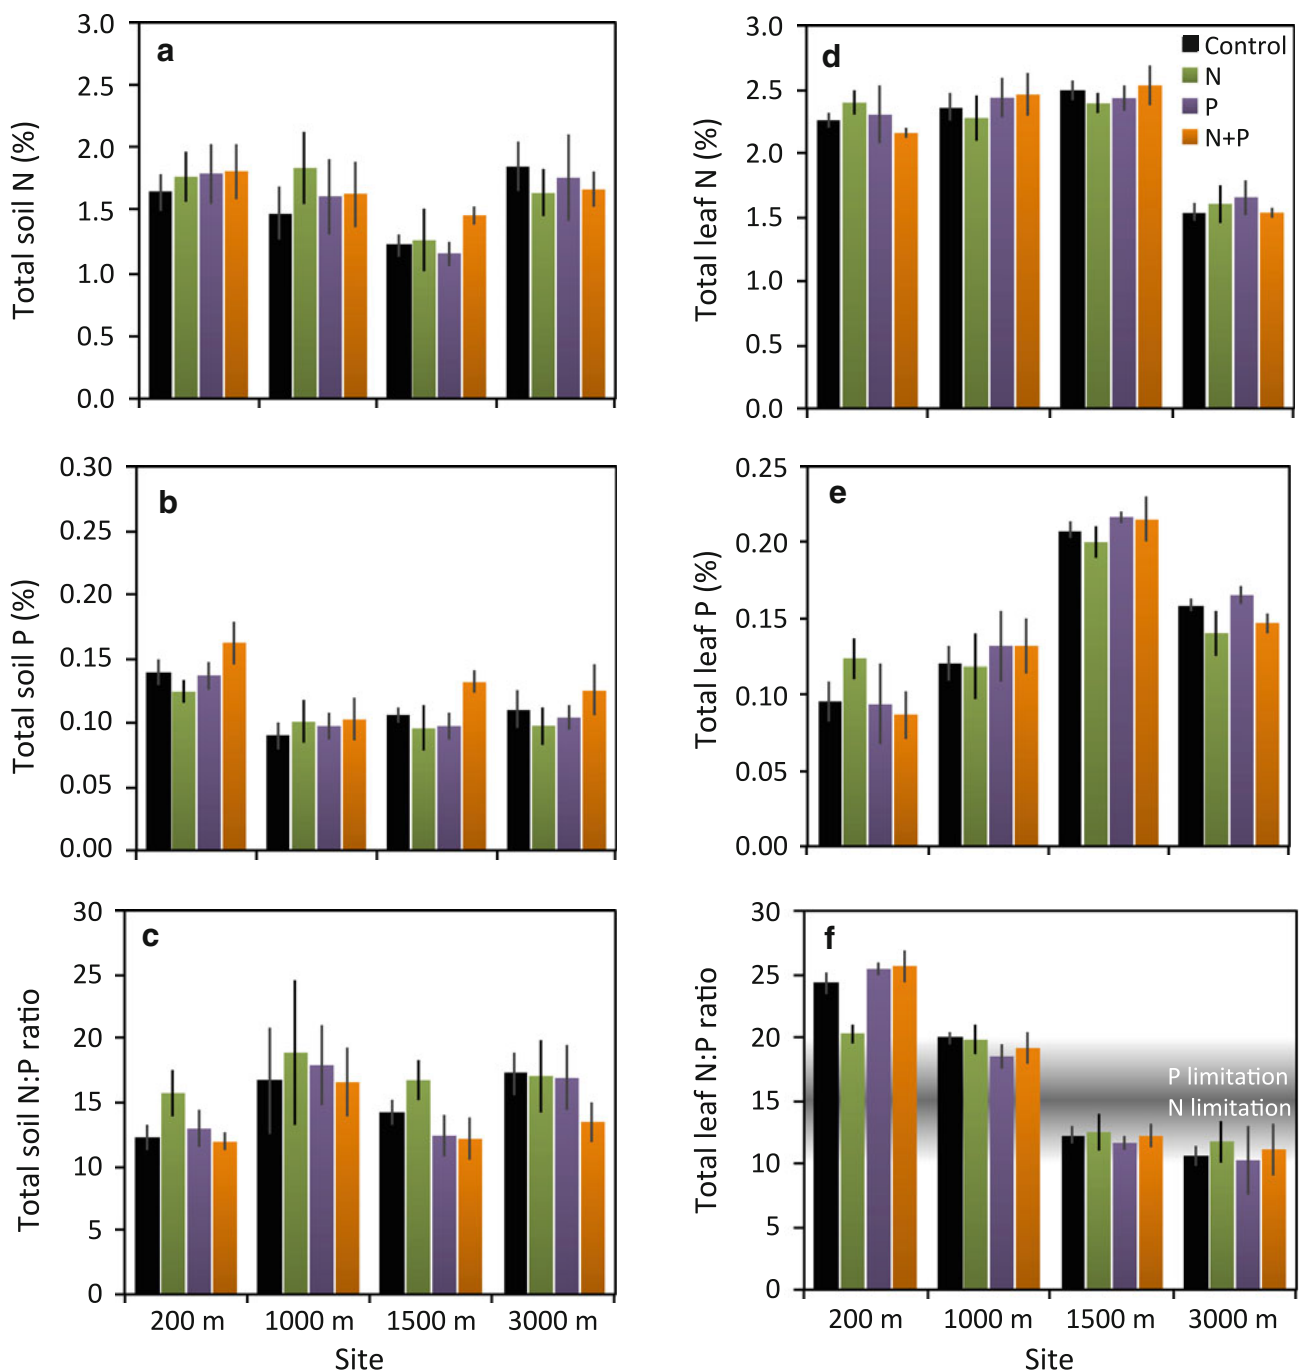 a
Total soil N (%)
3.0
2.5
2.0
1.5
1.0
0.5
0.0
d
Total leaf N (%)
3.0
2.5
2.0
1.5
1.0
0.5
0.0
Control
N
P
N+P
b
Total soil P (%)
0.30
0.25
0.20
0.15
0.10
0.05
0.00
e
Total leaf P (%)
0.25
0.20
0.15
0.10
0.05
0.00
c
Total soil N:P ratio
30
25
20
15
10
5
0
200 m 1000 m 1500 m 3000 m
Site
f
Total leaf N:P ratio
30
25
20
15
10
5
0
P limitation
N limitation
200 m 1000 m 1500 m 3000 m
Site